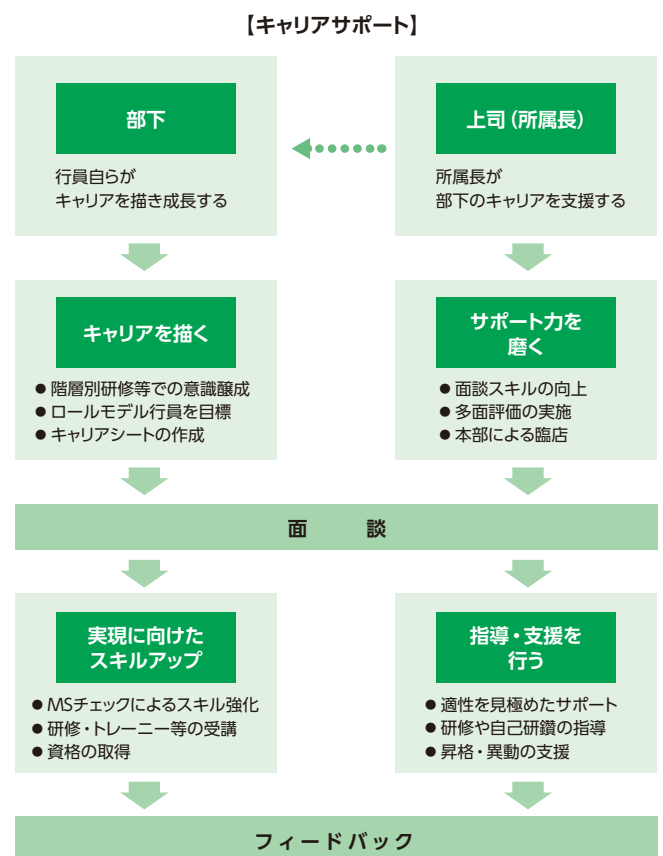 【キャリアサポート】
部下
行員自らが
キャリアを描き成長する
上司（所属長）
所属長が
部下のキャリアを支援する
キャリアを描く
● 階層別研修等での意識醸成
● ロールモデル行員を目標
● キャリアシートの作成
サポート力を
磨く
● 面談スキルの向上
● 多面評価の実施
● 本部による臨店
面　談
実現に向けた
スキルアップ
● MSチェックによるスキル強化
● 研修・トレーニー等の受講
● 資格の取得
指導・支援を
行う
● 適性を見極めたサポート
● 研修や自己研鑽の指導
● 昇格・異動の支援
フィードバック